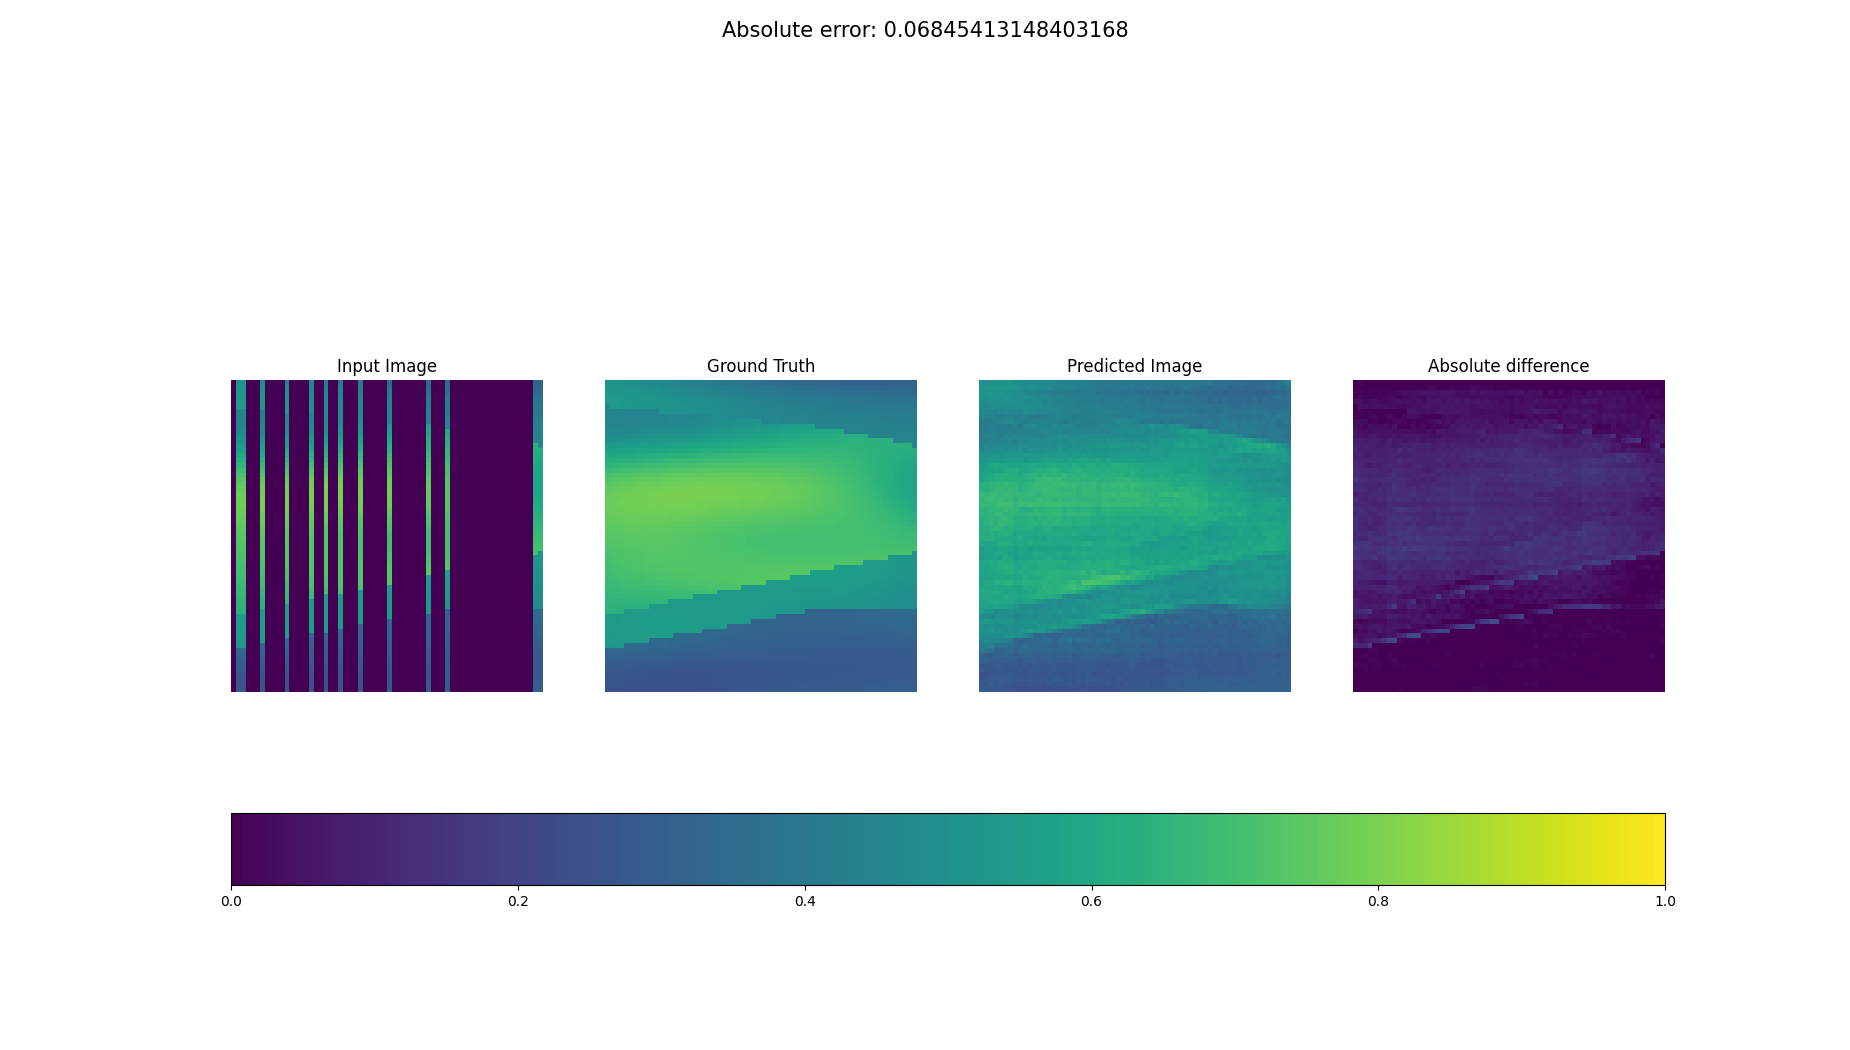 Absolute error: 0.06845413148403168
Input Image
Ground Truth
Predicted Image
Absolute difference
0.0 0.2 0.4 0.6 0.8 1.0